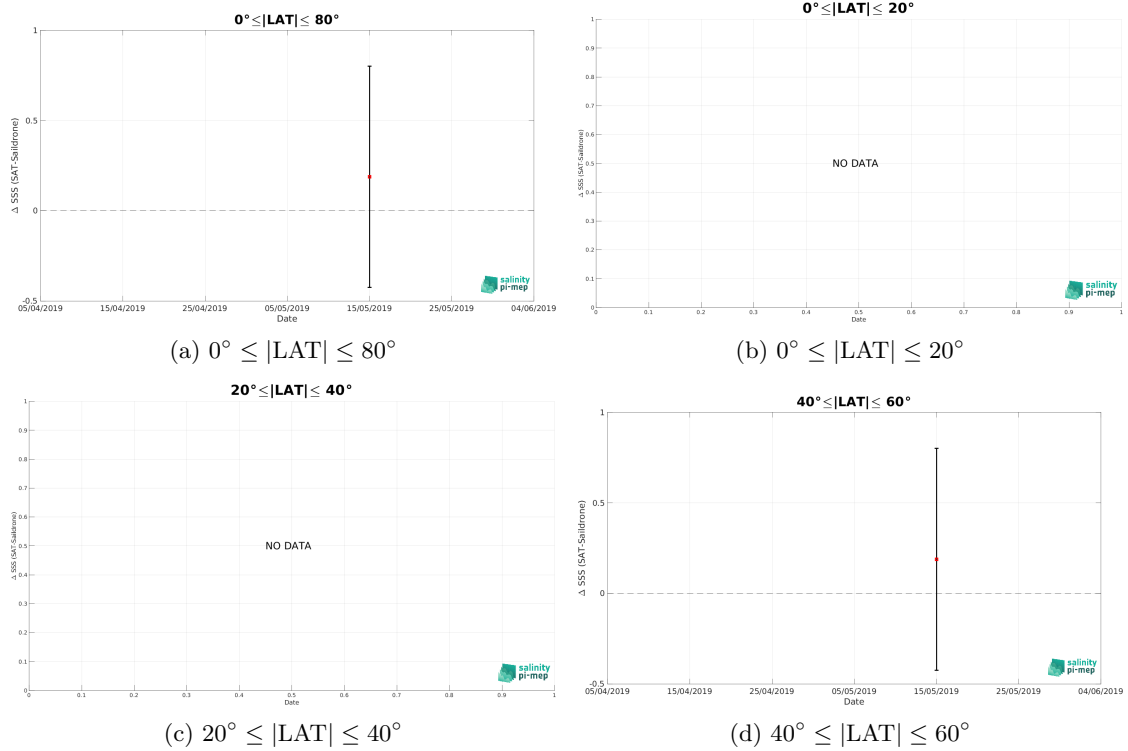 0°≤|LAT|≤ 80°
1
0.5
0
-0.5
Δ SSS (SAT-Saildrone)
05/04/2019 15/04/2019 25/04/2019 05/05/2019 15/05/2019 25/05/2019 04/06/2019
Date
salinity
pi-mep
(a) 0° ≤ |LAT| ≤ 80°
0°≤|LAT|≤ 20°
1
0.9
0.8
0.7
0.6
0.5
0.4
0.3
0.2
0.1
0
Δ SSS (SAT-Saildrone)
NO DATA
0 0.1 0.2 0.3 0.4 0.5 0.6 0.7 0.8 0.9 1
Date
salinity
pi-mep
(b) 0° ≤ |LAT| ≤ 20°
20°≤|LAT|≤ 40°
1
0.9
0.8
0.7
0.6
0.5
0.4
0.3
0.2
0.1
0
Δ SSS (SAT-Saildrone)
NO DATA
0 0.1 0.2 0.3 0.4 0.5 0.6 0.7 0.8 0.9 1
Date
salinity
pi-mep
(c) 20° ≤ |LAT| ≤ 40°
40°≤|LAT|≤ 60°
1
0.5
0
-0.5
Δ SSS (SAT-Saildrone)
05/04/2019 15/04/2019 25/04/2019 05/05/2019 15/05/2019 25/05/2019 04/06/2019
Date
salinity
pi-mep
(d) 40° ≤ |LAT| ≤ 60°